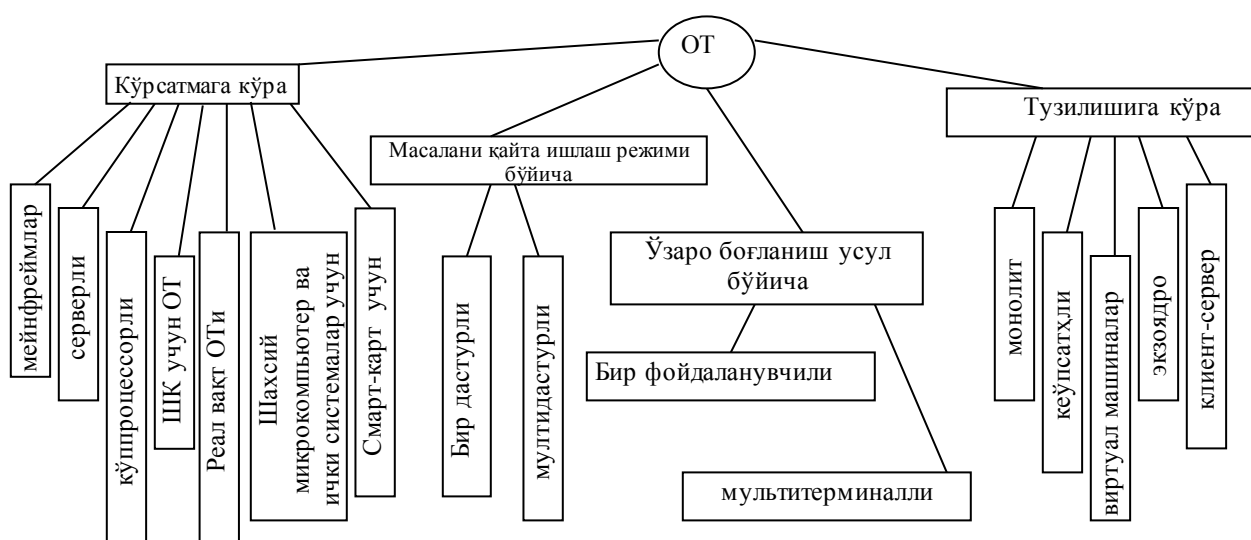 ОТ
Кўрсатмага кўра
Тузилишига кўра
Масалани қайта ишлаш режими
бўйича
Ўзаро боғланиш усул
бўйича
мейнфреймлар
серверли
кўппроцессорли
ШК учун ОТ
Реал вақт ОТи
Шахсий
микрокомпьютер ва
ички системалар учун
Смарт-карт учун
Бир дастурли
мултидастурли
Бир фойдаланувчили
мультитерминалли
монолит
кеўпсатҳли
виртуал машиналар
экзоядро
клиент-сервер